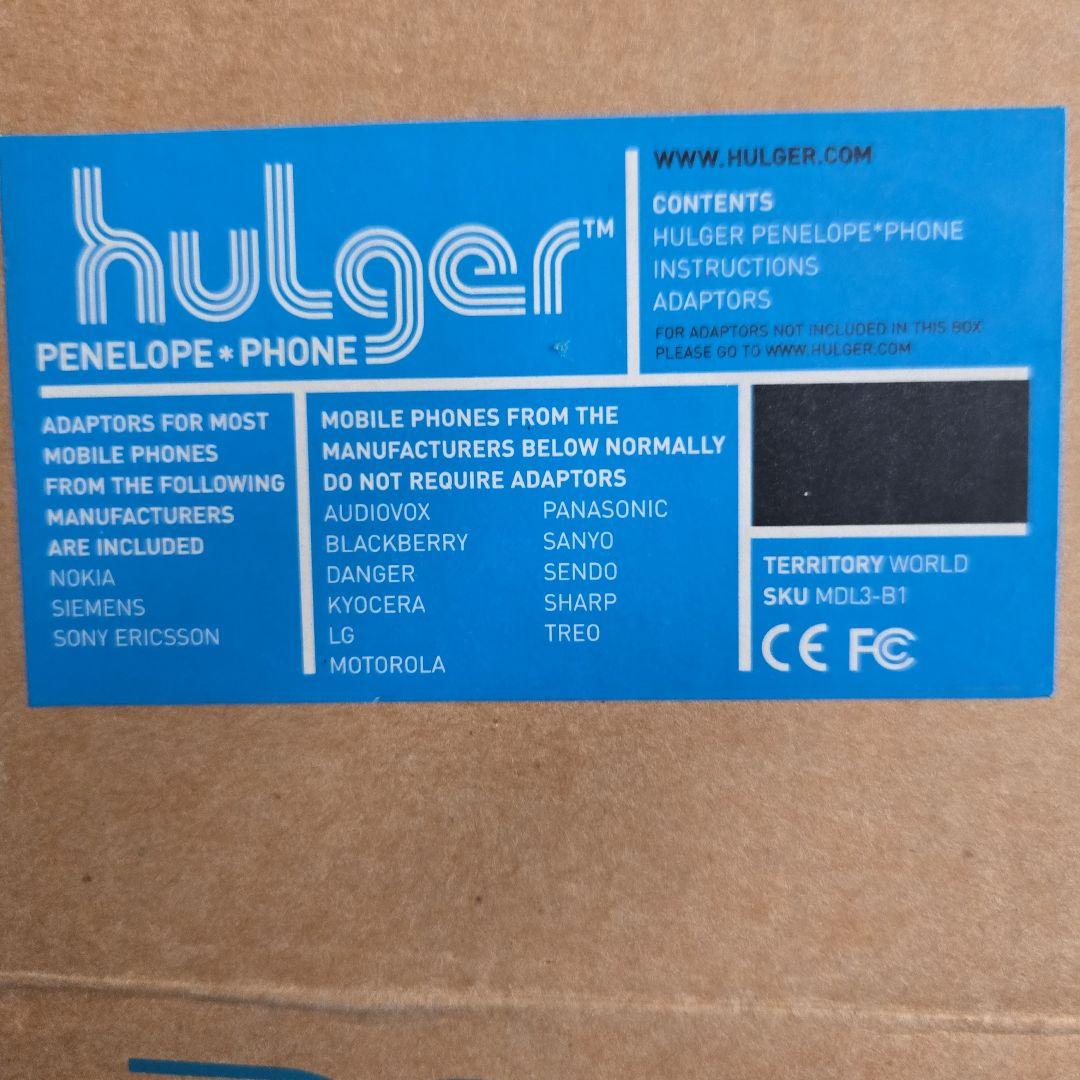 hulger™
PENELOPE*PHONE
WWW.HULGER.COM
CONTENTS
HULGER PENELOPE*PHONE
INSTRUCTIONS
ADAPTORS
FOR ADAPTORS NOT INCLUDED IN THIS BOX
PLEASE GO TO WWW.HULGER.COM
ADAPTORS FOR MOST
MOBILE PHONES
FROM THE FOLLOWING
MANUFACTURERS
ARE INCLUDED
NOKIA
SIEMENS
SONY ERICSSON
MOBILE PHONES FROM THE
MANUFACTURERS BELOW NORMALLY
DO NOT REQUIRE ADAPTORS
AUDIOVOX
BLACKBERRY
DANGER
KYOCERA
LG
MOTOROLA
PANASONIC
SANYO
SENDO
SHARP
TREO
TERRITORY WORLD
SKU MDL3-B1
CE FC